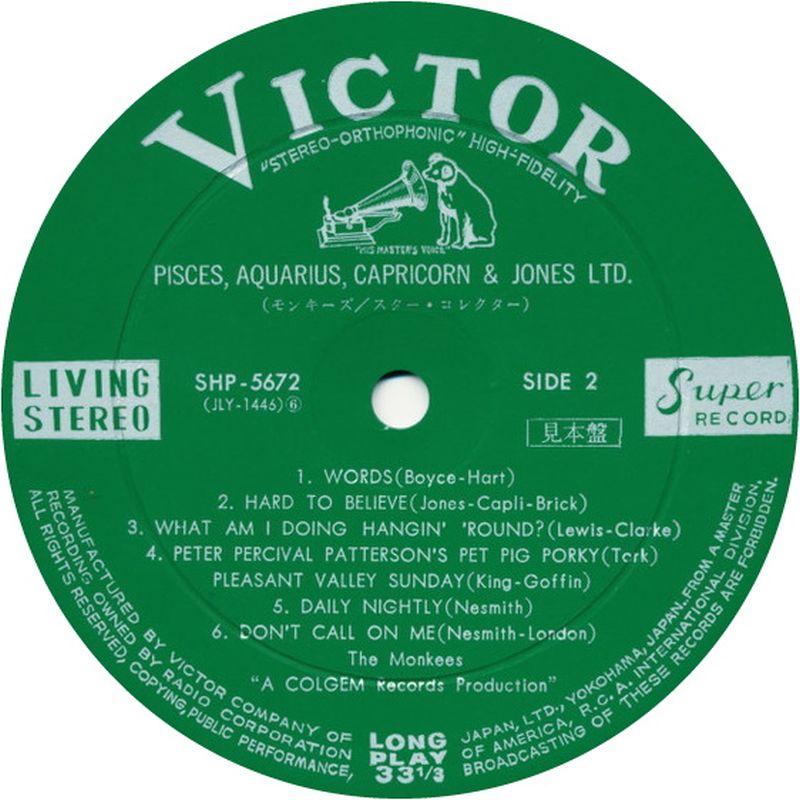 VICTOR
"STEREO-ORTHOPHONIC" HIGH-FIDELITY
"HIS MASTER'S VOICE"
PISCES, AQUARIUS, CAPRICORN & JONES LTD.
(モンキーズ/スター・コレクター)
LIVING STEREO
SHP-5672
(JLY-1446)⑥
SIDE 2
Super RECORD
見本盤
1. WORDS(Boyce-Hart)
2. HARD TO BELIEVE(Jones-Capli-Brick)
3. WHAT AM I DOING HANGIN' 'ROUND?(Lewis-Clarke)
4. PETER PERCIVAL PATTERSON'S PET PIG PORKY(Tork)
PLEASANT VALLEY SUNDAY(King-Goffin)
5. DAILY NIGHTLY(Nesmith)
6. DON'T CALL ON ME(Nesmith-London)
The Monkees
"A COLGEM Records Production"
MANUFACTURED BY VICTOR COMPANY OF JAPAN, LTD., YOKOHAMA, JAPAN. FROM A MASTER
RECORDING OWNED BY RADIO CORPORATION OF AMERICA, R.C.A. INTERNATIONAL DIVISION,
ALL RIGHTS RESERVED, COPYING, PUBLIC PERFORMANCE, BROADCASTING OF THESE RECORDS ARE FORBIDDEN.
LONG
PLAY
33 1/3